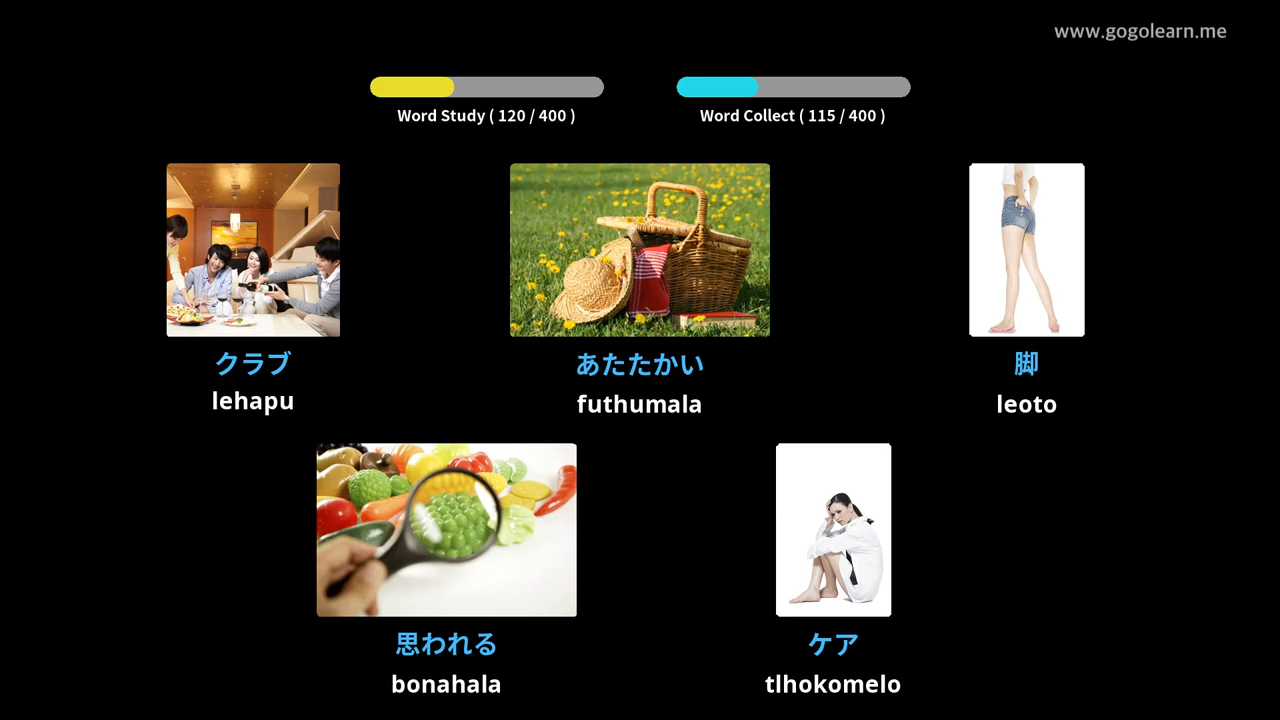 www.gogolearn.me
Word Study ( 120 / 400 )
Word Collect ( 115 / 400 )
クラブ
lehapu
あたたかい
futhumala
脚
leoto
思われる
bonahala
ケア
tlhokomelo